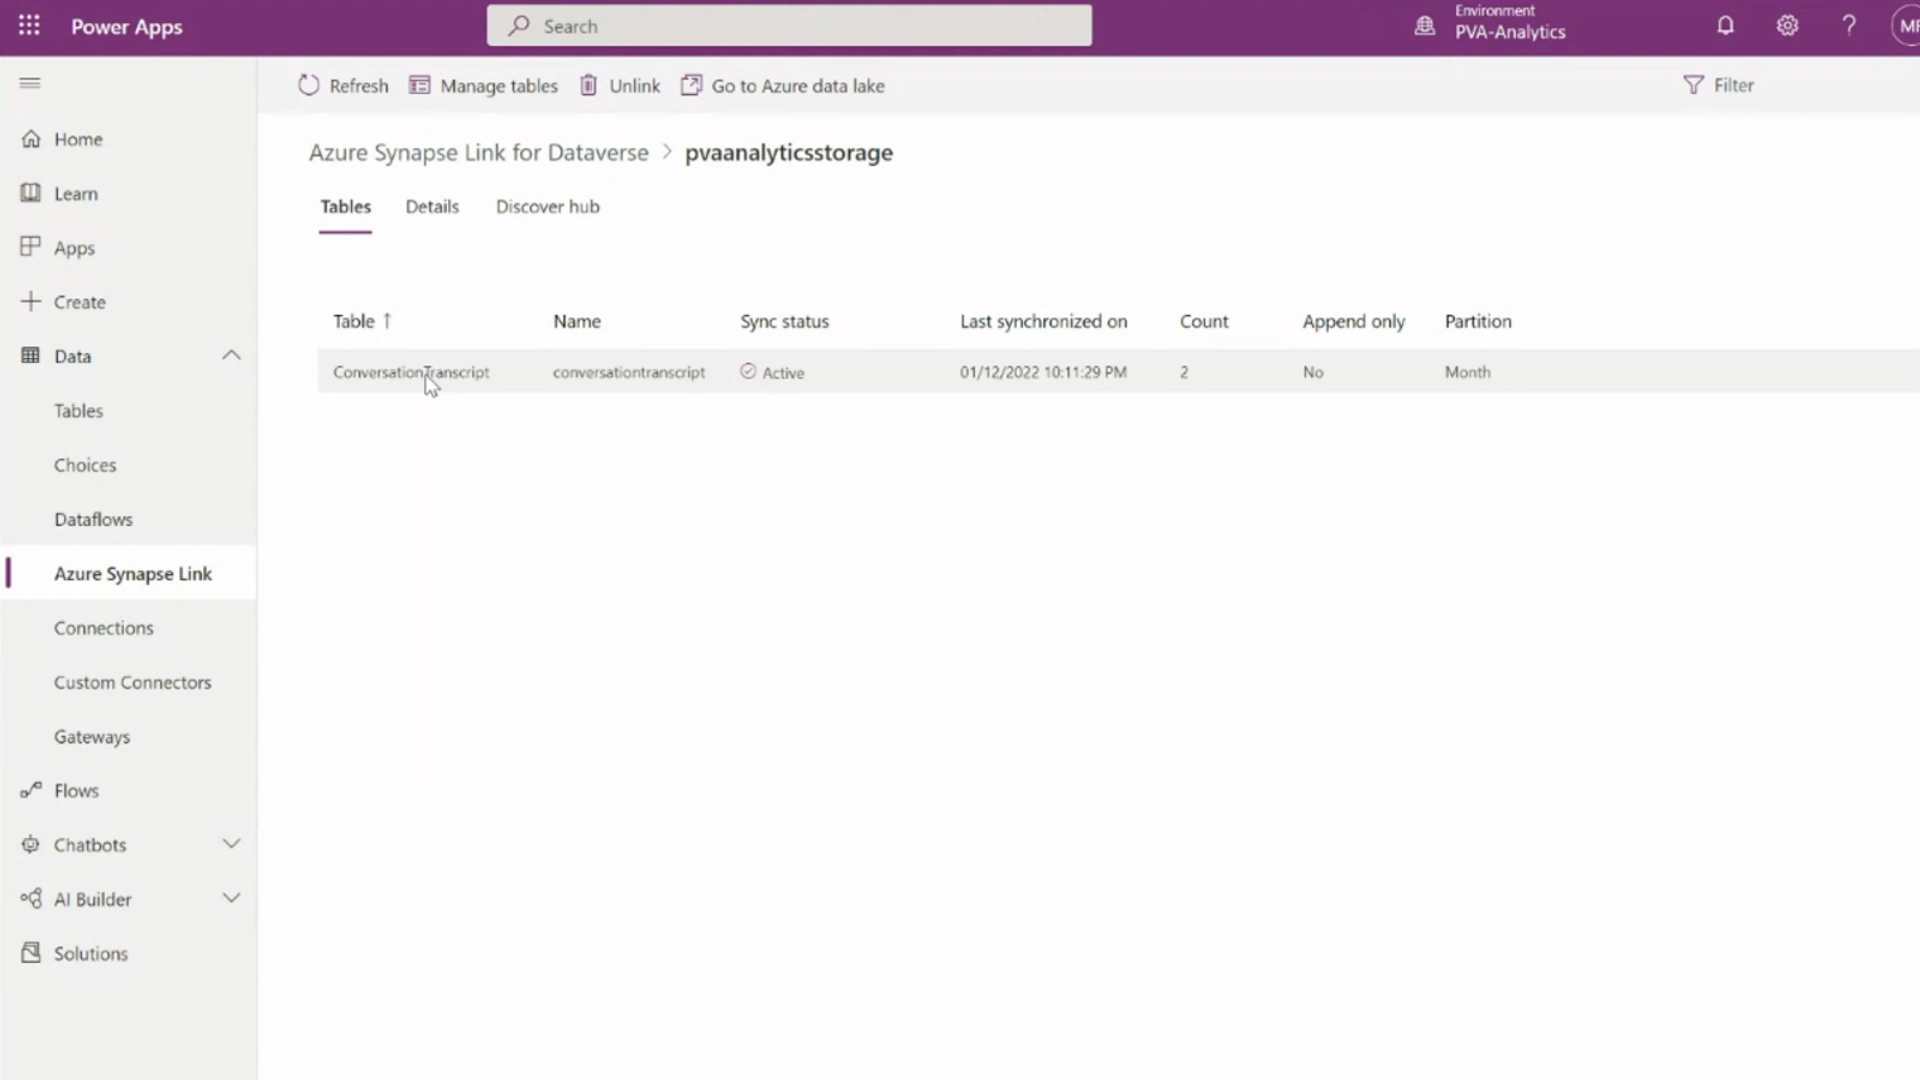 Power Apps
Search
Environment
PVA-Analytics
?
MF
Refresh
Manage tables
Unlink
Go to Azure data lake
Filter
Home
Learn
Apps
Create
Data
Tables
Choices
Dataflows
Azure Synapse Link
Connections
Custom Connectors
Gateways
Flows
Chatbots
AI Builder
Solutions
Azure Synapse Link for Dataverse > pvaanalyticsstorage
Tables Details Discover hub
Table ↑ Name Sync status Last synchronized on Count Append only Partition
ConversationTranscript conversationtranscript Active 01/12/2022 10:11:29 PM 2 No Month